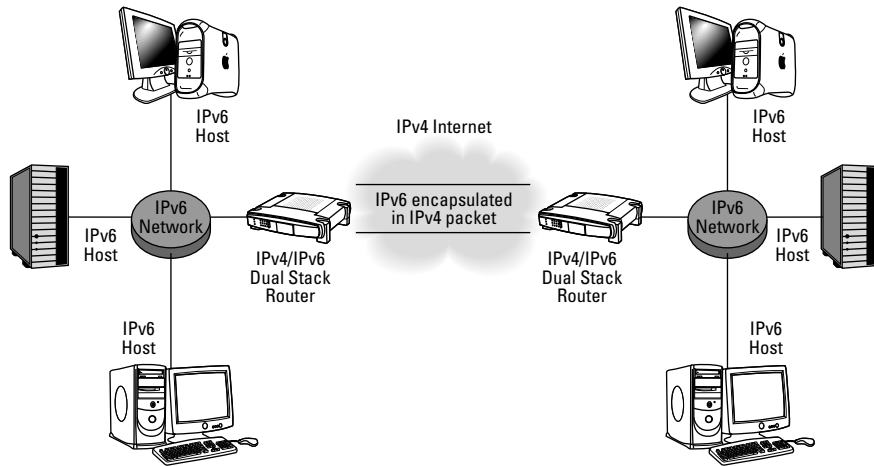 IPv6
Host
IPv6
Host
IPv4 Internet
IPv6
Network
IPv6
Host
IPv4/IPv6
Dual Stack
Router
IPv6 encapsulated
in IPv4 packet
IPv4/IPv6
Dual Stack
Router
IPv6
Network
IPv6
Host
IPv6
Host
IPv6
Host